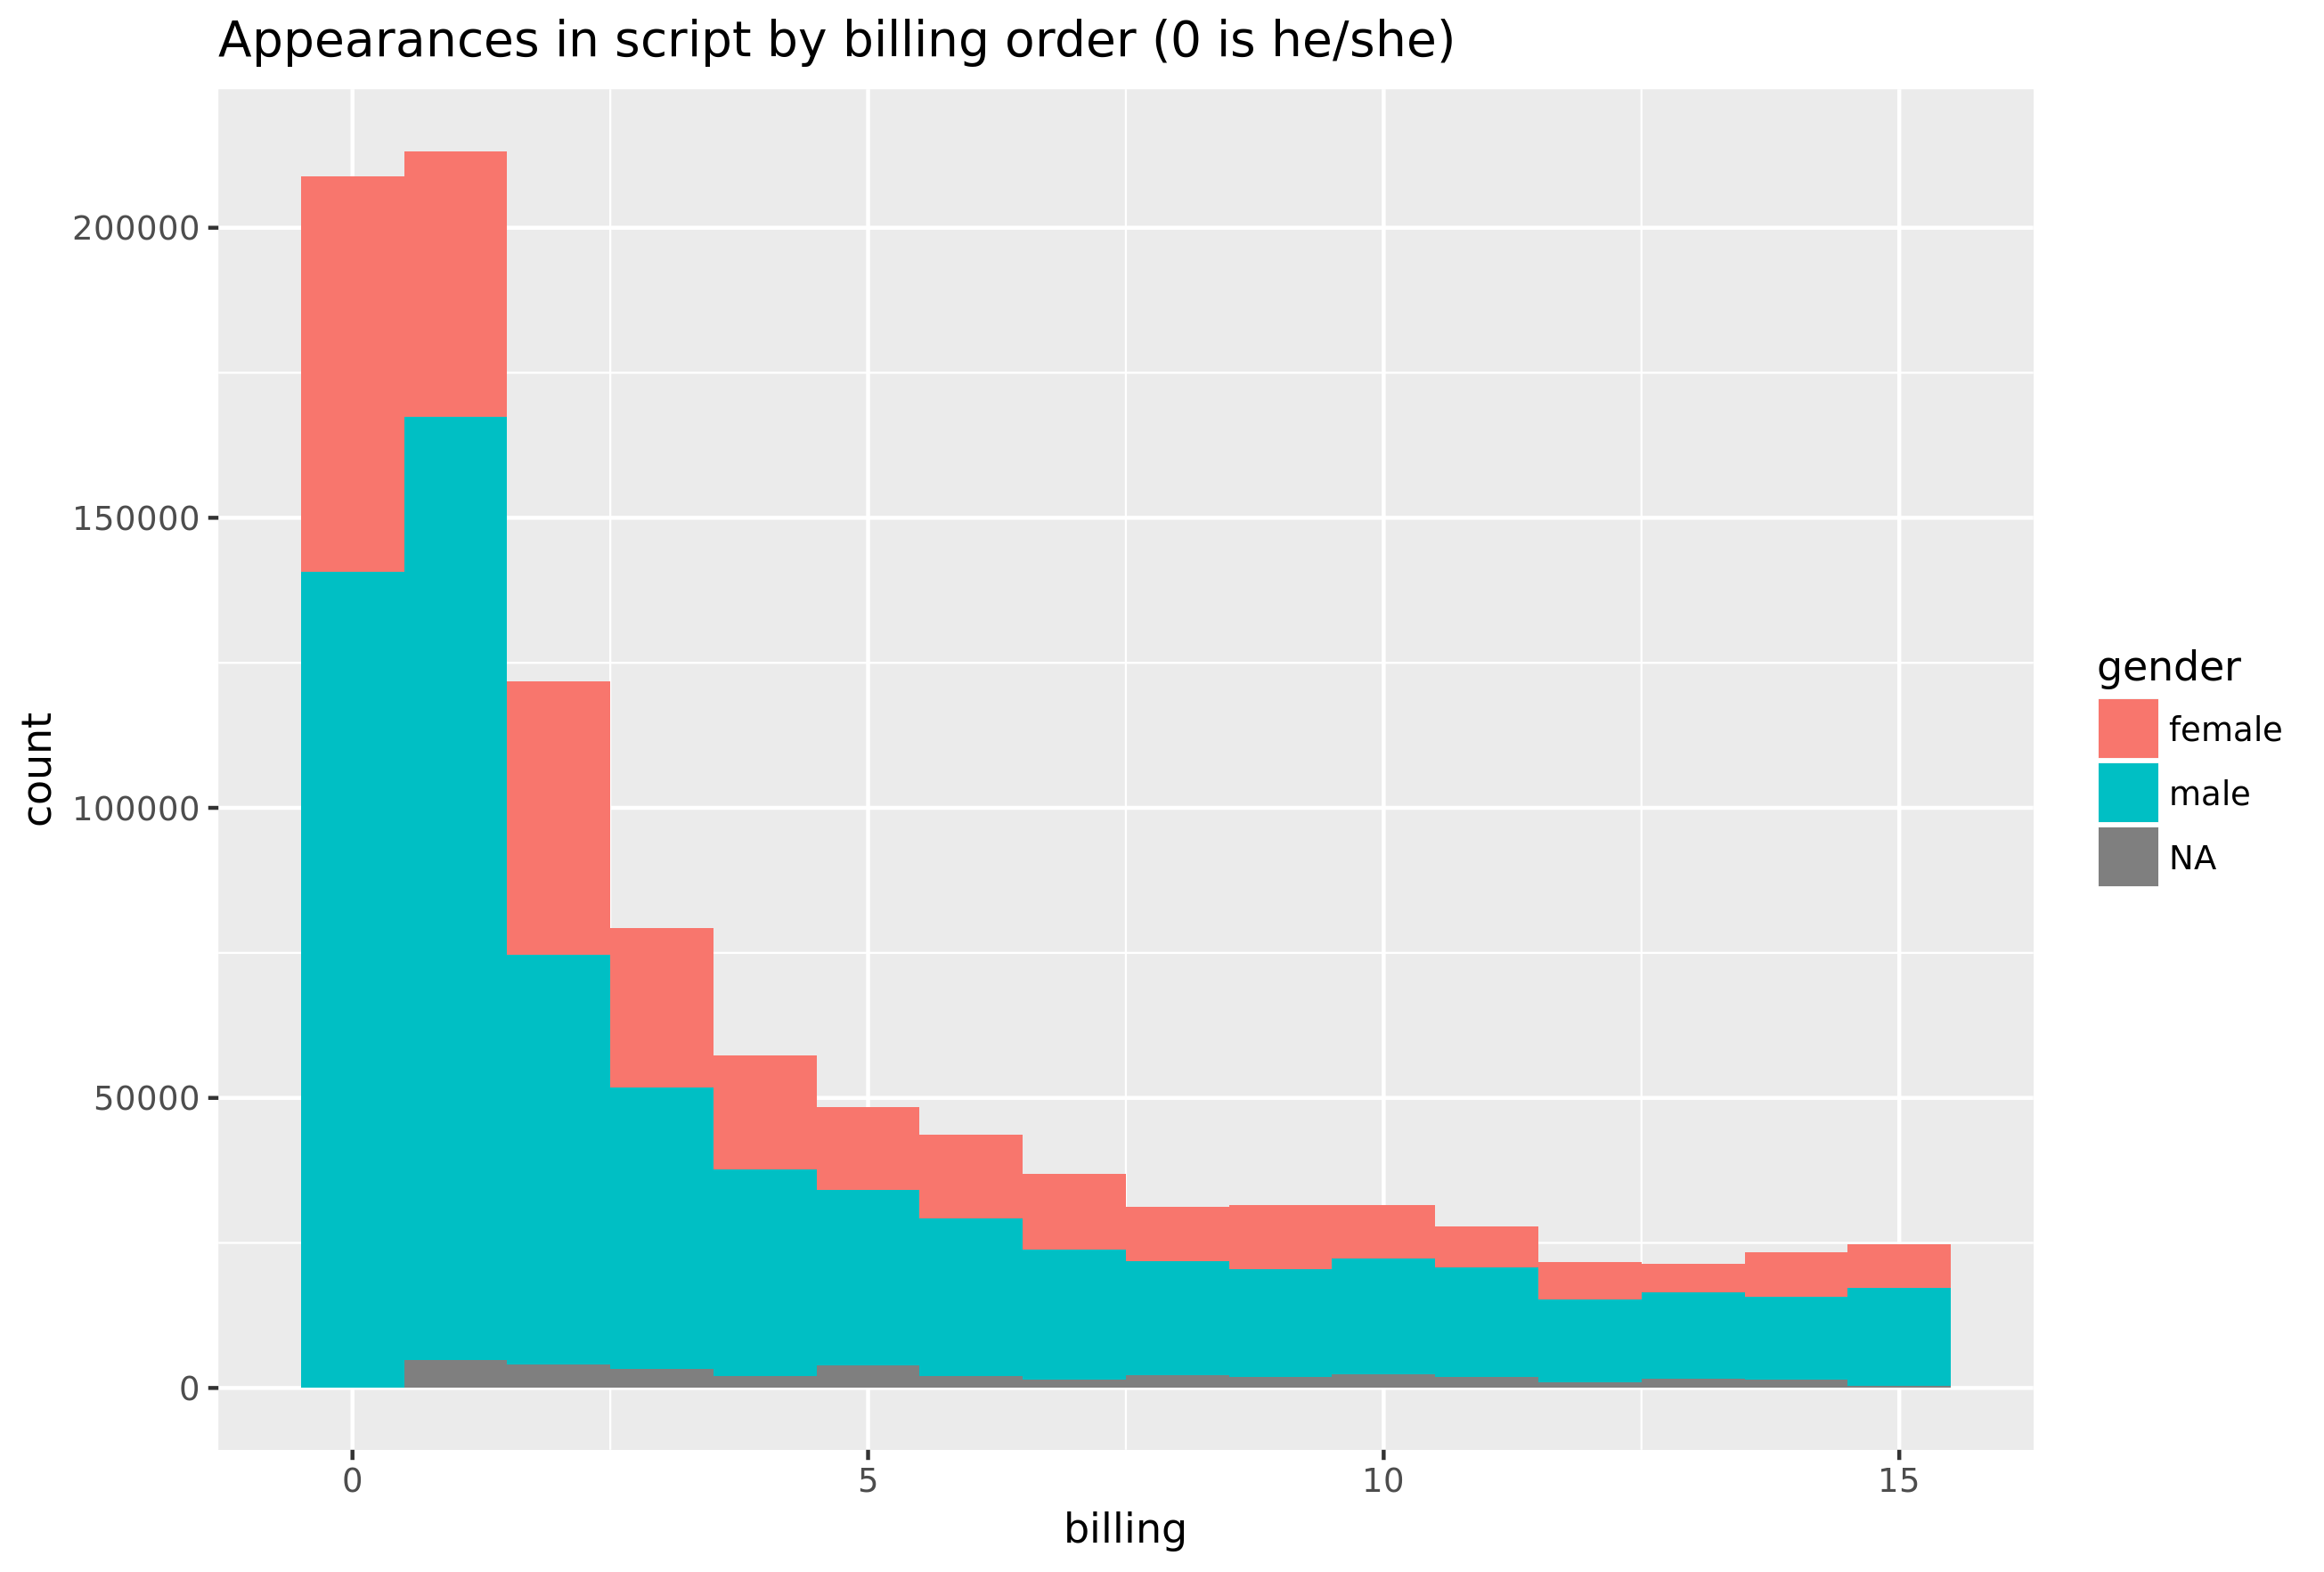 Appearances in script by billing order (0 is he/she)
200000
150000
100000
50000
0
count
0 5 10 15
billing
gender
female
male
NA